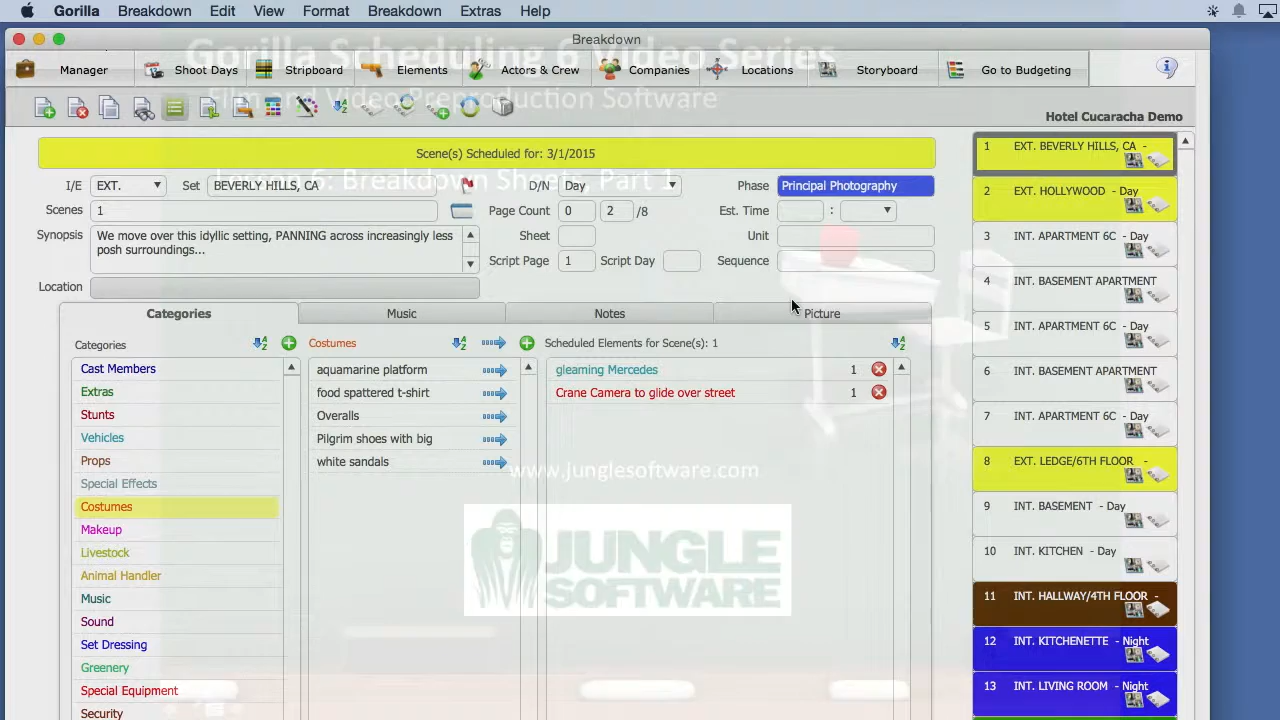 Gorilla Breakdown Edit View Format Breakdown Extras Help
Breakdown
Gorilla Scheduling 6 Video Series
Manager Shoot Days Stripboard Elements Actors & Crew Companies Locations Storyboard Go to Budgeting
Film and Video Preproduction Software
Hotel Cucaracha Demo
Scene(s) Scheduled for: 3/1/2015
Lesson 6: Breakdown Sheets, Part 1
I/E EXT. Set BEVERLY HILLS, CA D/N Day Phase Principal Photography
Scenes 1 Page Count 0 2 /8 Est. Time :
Synopsis We move over this idyllic setting, PANNING across increasingly less Sheet Unit
posh surroundings...
Script Page 1 Script Day Sequence
Location
Categories Music Notes Picture
Categories Costumes Scheduled Elements for Scene(s): 1
Cast Members aquamarine platform gleaming Mercedes 1
Extras food spattered t-shirt Crane Camera to glide over street 1
Stunts Overalls
Vehicles Pilgrim shoes with big
Props white sandals
Special Effects
Costumes
Makeup
Livestock
Animal Handler
Music
Sound
Set Dressing
Greenery
Special Equipment
Security
www.junglesoftware.com
JUNGLE
SOFTWARE
1 EXT. BEVERLY HILLS, CA -
2 EXT. HOLLYWOOD - Day
3 INT. APARTMENT 6C - Day
4 INT. BASEMENT APARTMENT
5 INT. APARTMENT 6C - Day
6 INT. BASEMENT APARTMENT
7 INT. APARTMENT 6C - Day
8 EXT. LEDGE/6TH FLOOR -
9 INT. BASEMENT - Day
10 INT. KITCHEN - Day
11 INT. HALLWAY/4TH FLOOR -
12 INT. KITCHENETTE - Night
13 INT. LIVING ROOM - Night